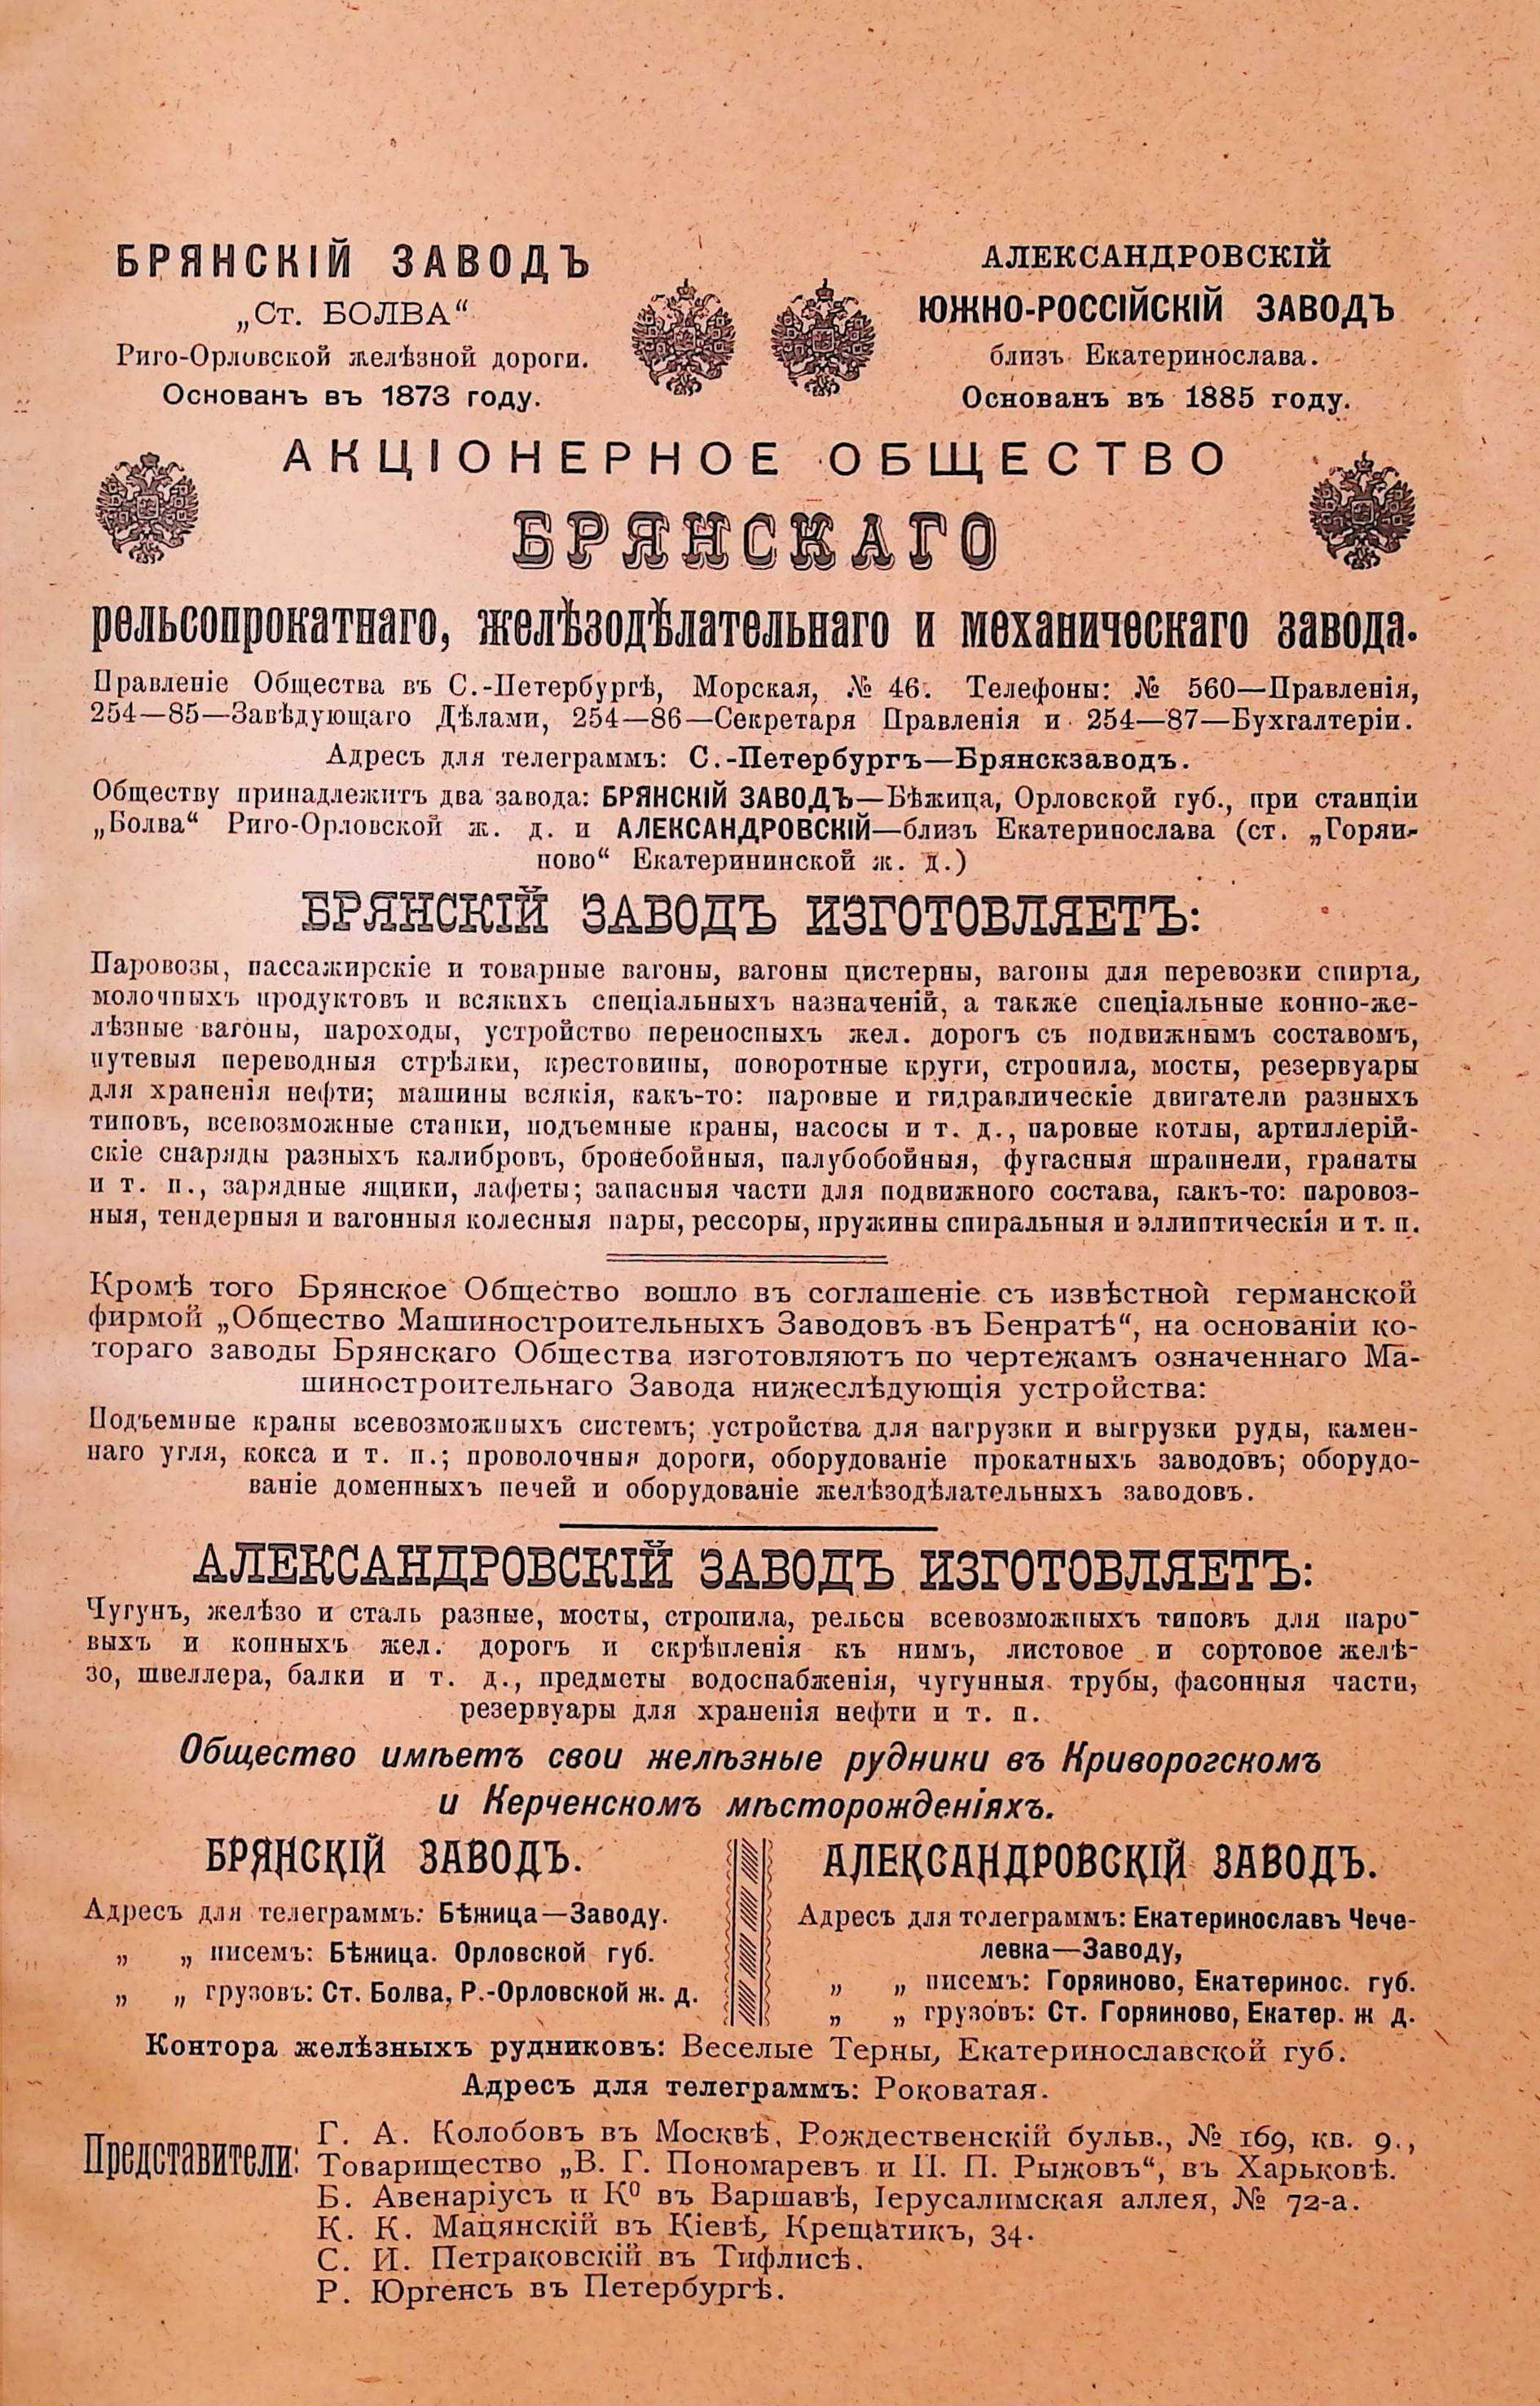 БРЯНСКІЙ ЗАВОДЪ
„Ст. БОЛВА“
Риго-Орловской желѣзной дороги.
Основанъ въ 1873 году.
АЛЕКСАНДРОВСКІЙ
ЮЖНО-РОССІЙСКІЙ ЗАВОДЪ
близъ Екатеринослава.
Основанъ въ 1885 году.
АКЦІОНЕРНОЕ ОБЩЕСТВО
БРЯНСКАГО
рельсопрокатнаго, желѣзодѣлательнаго и механическаго завода.
Правленіе Общества въ С.-Петербургѣ, Морская, № 46. Телефоны: № 560—Правленія,
254—85—Завѣдующаго Дѣлами, 254—86—Секретаря Правленія и 254—87—Бухгалтеріи.
Адресъ для телеграммъ: С.-Петербургъ—Брянскзаводъ.
Обществу принадлежитъ два завода: БРЯНСКІЙ ЗАВОДЪ—Бѣжица, Орловской губ., при станціи
„Болва“ Риго-Орловской ж. д. и АЛЕКСАНДРОВСКІЙ—близъ Екатеринослава (ст. „Горяи-
ново“ Екатерининской ж. д.)
БРЯНСКІЙ ЗАВОДЪ ИЗГОТОВЛЯЕТЪ:
Паровозы, пассажирскіе и товарные вагоны, вагоны цистерны, вагоны для перевозки спирта,
молочныхъ продуктовъ и всякихъ спеціальныхъ назначеній, а также спеціальные конно-же-
лѣзные вагоны, пароходы, устройство переносныхъ жел. дорогъ съ подвижнымъ составомъ,
путевыя переводныя стрѣлки, крестовины, поворотные круги, стропила, мосты, резервуары
для храненія нефти; машины всякія, какъ-то: паровые и гидравлическіе двигатели разныхъ
типовъ, всевозможные станки, подъемные краны, насосы и т. д., паровые котлы, артиллерій-
скіе снаряды разныхъ калибровъ, бронебойныя, палубобойныя, фугасныя шрапнели, гранаты
и т. п., зарядные ящики, лафеты; запасныя части для подвижного состава, какъ-то: паровоз-
ныя, тендерныя и вагонныя колесныя пары, рессоры, пружины спиральныя и эллиптическія и т. п.
Кромѣ того Брянское Общество вошло въ соглашеніе съ извѣстной германской
фирмой „Общество Машиностроительныхъ Заводовъ въ Бенратѣ“, на основаніи ко-
тораго заводы Брянскаго Общества изготовляютъ по чертежамъ означеннаго Ма-
шиностроительнаго Завода нижеслѣдующія устройства:
Подъемные краны всевозможныхъ системъ; устройства для нагрузки и выгрузки руды, камен-
наго угля, кокса и т. п.; проволочныя дороги, оборудованіе прокатныхъ заводовъ; оборудо-
ваніе доменныхъ печей и оборудованіе желѣзодѣлательныхъ заводовъ.
АЛЕКСАНДРОВСКІЙ ЗАВОДЪ ИЗГОТОВЛЯЕТЪ:
Чугунъ, желѣзо и сталь разные, мосты, стропила, рельсы всевозможныхъ типовъ для паро-
выхъ и конныхъ жел. дорогъ и скрѣпленія къ нимъ, листовое и сортовое желѣ-
зо, швеллера, балки и т. д., предметы водоснабженія, чугунныя трубы, фасонныя части,
резервуары для храненія нефти и т. п.
Общество имѣетъ свои желѣзные рудники въ Криворогскомъ
и Керченскомъ мѣсторожденіяхъ.
БРЯНСКІЙ ЗАВОДЪ.
Адресъ для телеграммъ: Бѣжица—Заводу.
„ „ писемъ: Бѣжица. Орловской губ.
„ „ грузовъ: Ст. Болва, Р.-Орловской ж. д.
АЛЕКСАНДРОВСКІЙ ЗАВОДЪ.
Адресъ для телеграммъ: Екатеринославъ Чече-
левка—Заводу,
„ „ писемъ: Горяиново, Екатеринос. губ.
„ „ грузовъ: Ст. Горяиново, Екатер. ж д.
Контора желѣзныхъ рудниковъ: Веселые Терны, Екатеринославской губ.
Адресъ для телеграммъ: Роковатая.
Представители:
Г. А. Колобовъ въ Москвѣ, Рождественскій бульв., № 169, кв. 9.,
Товарищество „В. Г. Пономаревъ и П. П. Рыжовъ“, въ Харьковѣ.
Б. Авенаріусъ и К⁰ въ Варшавѣ, Іерусалимская аллея, № 72-а.
К. К. Мацянскій въ Кіевѣ, Крещатикъ, 34.
С. И. Петраковскій въ Тифлисѣ.
Р. Юргенсъ въ Петербургѣ.